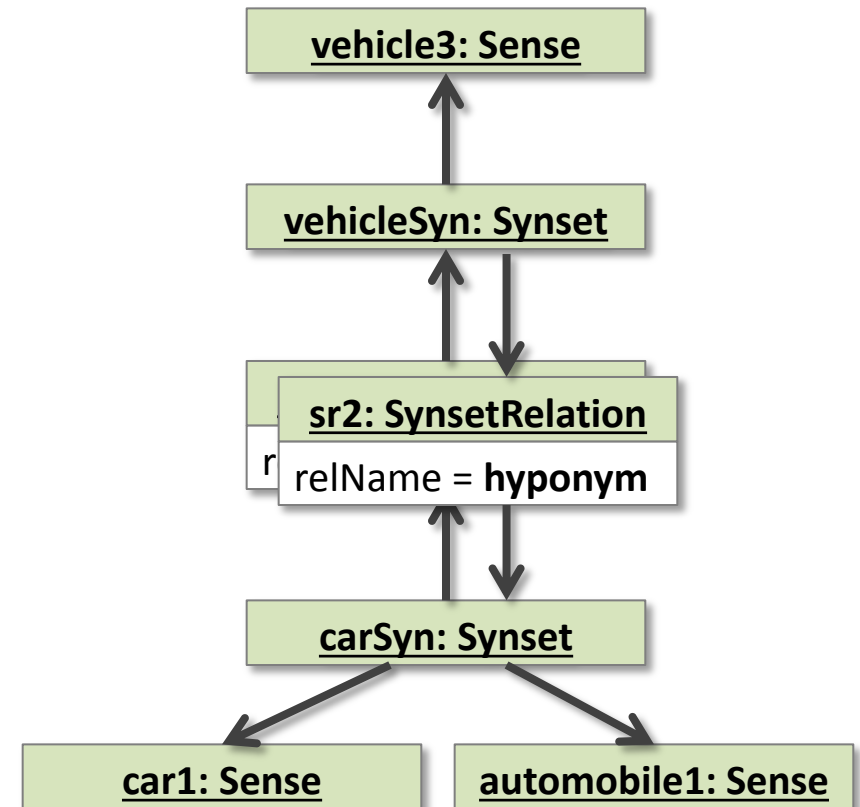 vehicle3: Sense
vehicleSyn: Synset
sr2: SynsetRelation
r
relName = hyponym
carSyn: Synset
car1: Sense
automobile1: Sense